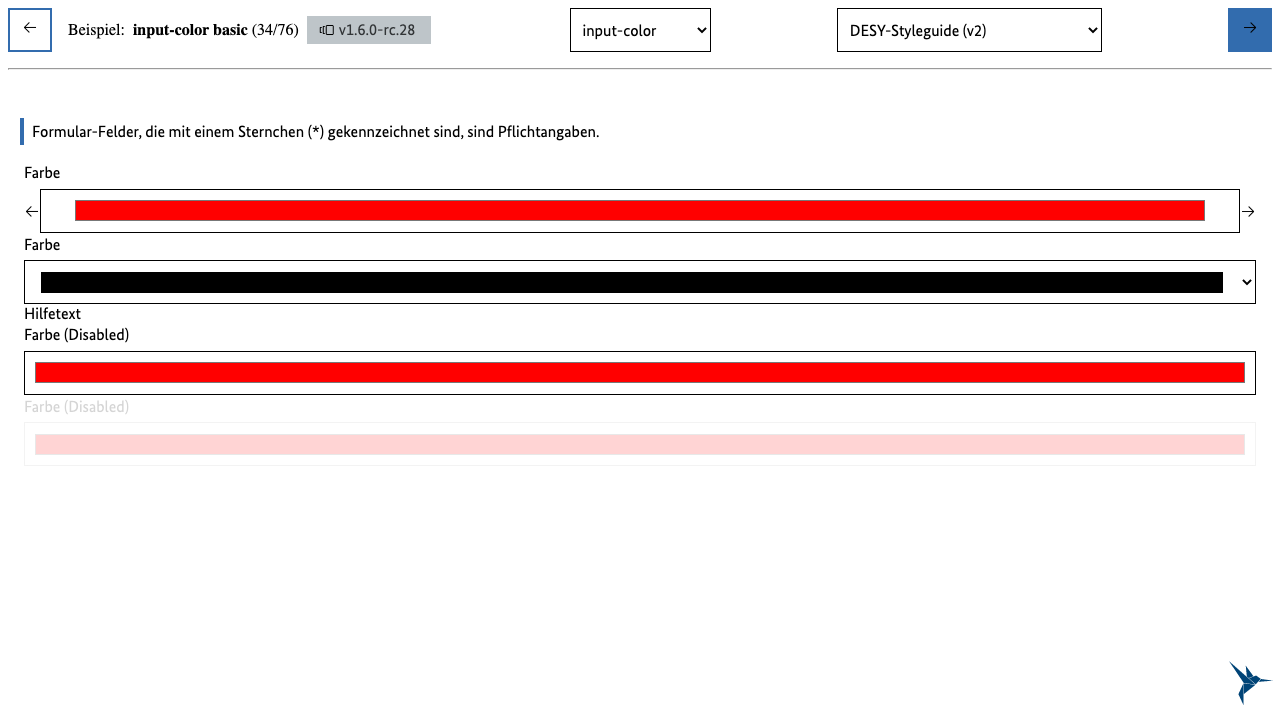 Beispiel: input-color basic (34/76) v1.6.0-rc.28 input-color DESY-Styleguide (v2)
Formular-Felder, die mit einem Sternchen (*) gekennzeichnet sind, sind Pflichtangaben.
Farbe
Farbe
Hilfetext
Farbe (Disabled)
Farbe (Disabled)